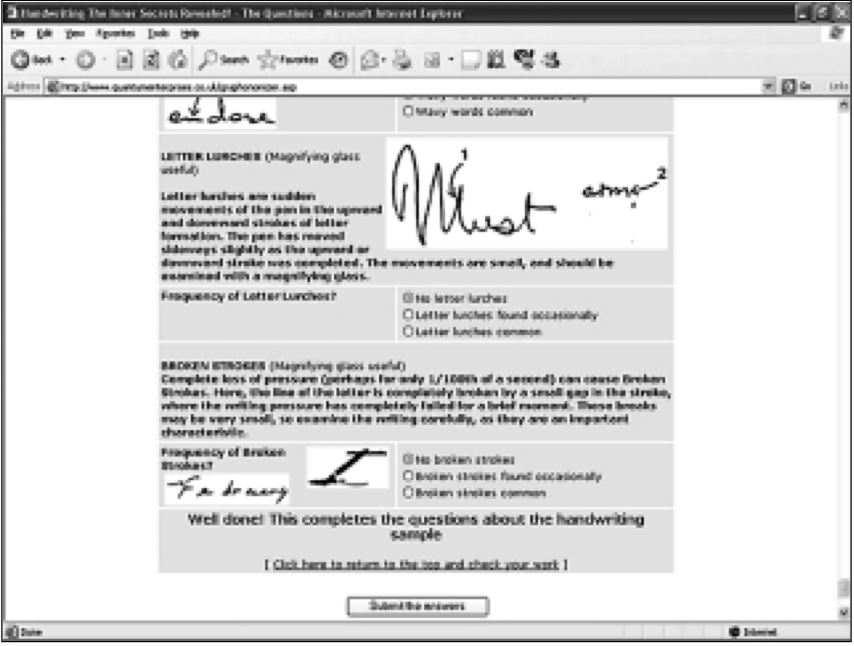 Handwriting The Inner Secrets Revealed! - The Questions - Microsoft Internet Explorer
File Edit View Favorites Tools Help
Back Search Favorites
Address http://www.quantumenterprises.co.uk/ Go Links
en dose
Wavy words found occasionally
Wavy words common
LETTER LURCHES (Magnifying glass useful)
Letter lurches are sudden
movements of the pen in the upward
and downward strokes of letter
formation. The pen has moved
sideways slightly as the upward or
downward stroke was completed. The movements are small, and should be
examined with a magnifying glass.
1
Must
2
Frequency of Letter Lurches?
No letter lurches
Letter lurches found occasionally
Letter lurches common
BROKEN STROKES (Magnifying glass useful)
Complete loss of pressure (perhaps for only 1/100th of a second) can cause Broken
Strokes. Here, the line of the letter is completely broken by a small gap in the stroke,
where the writing pressure has completely failed for a brief moment. These breaks
may be very small, so examine the writing carefully, as they are an important
characteristic.
Frequency of Broken
Strokes?
I
No broken strokes
Broken strokes found occasionally
Broken strokes common
Well done! This completes the questions about the handwriting
sample
[ Click here to return to the top and check your work ]
Submit the answers
Done Internet